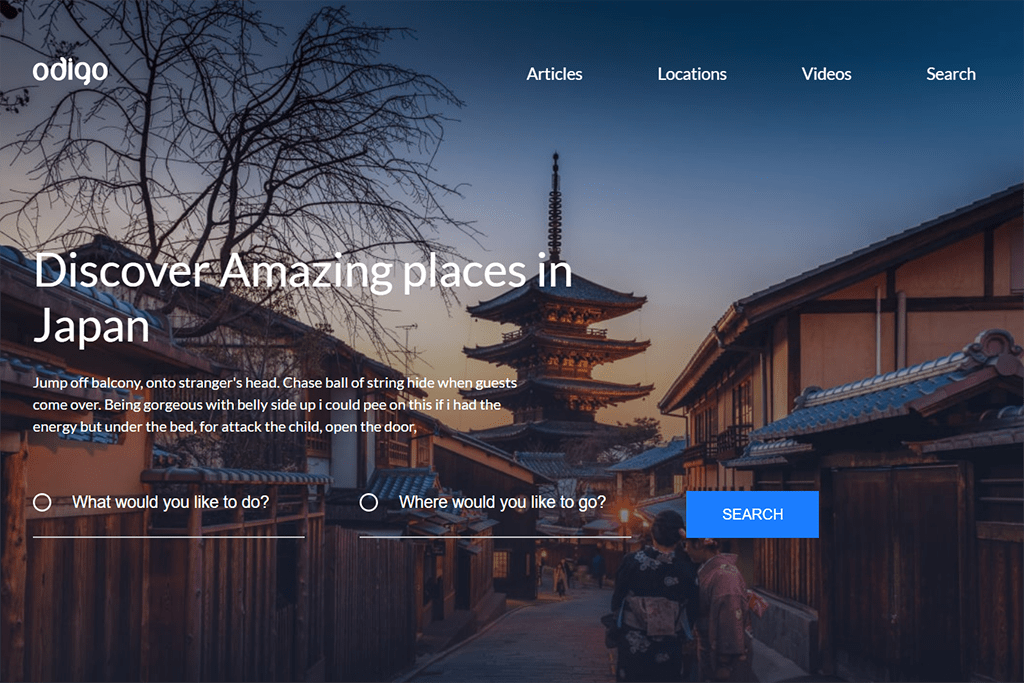 odigo
Articles Locations Videos Search
Discover Amazing places in
Japan
Jump off balcony, onto stranger's head. Chase ball of string hide when guests
come over. Being gorgeous with belly side up i could pee on this if i had the
energy but under the bed, for attack the child, open the door,
What would you like to do? Where would you like to go? SEARCH